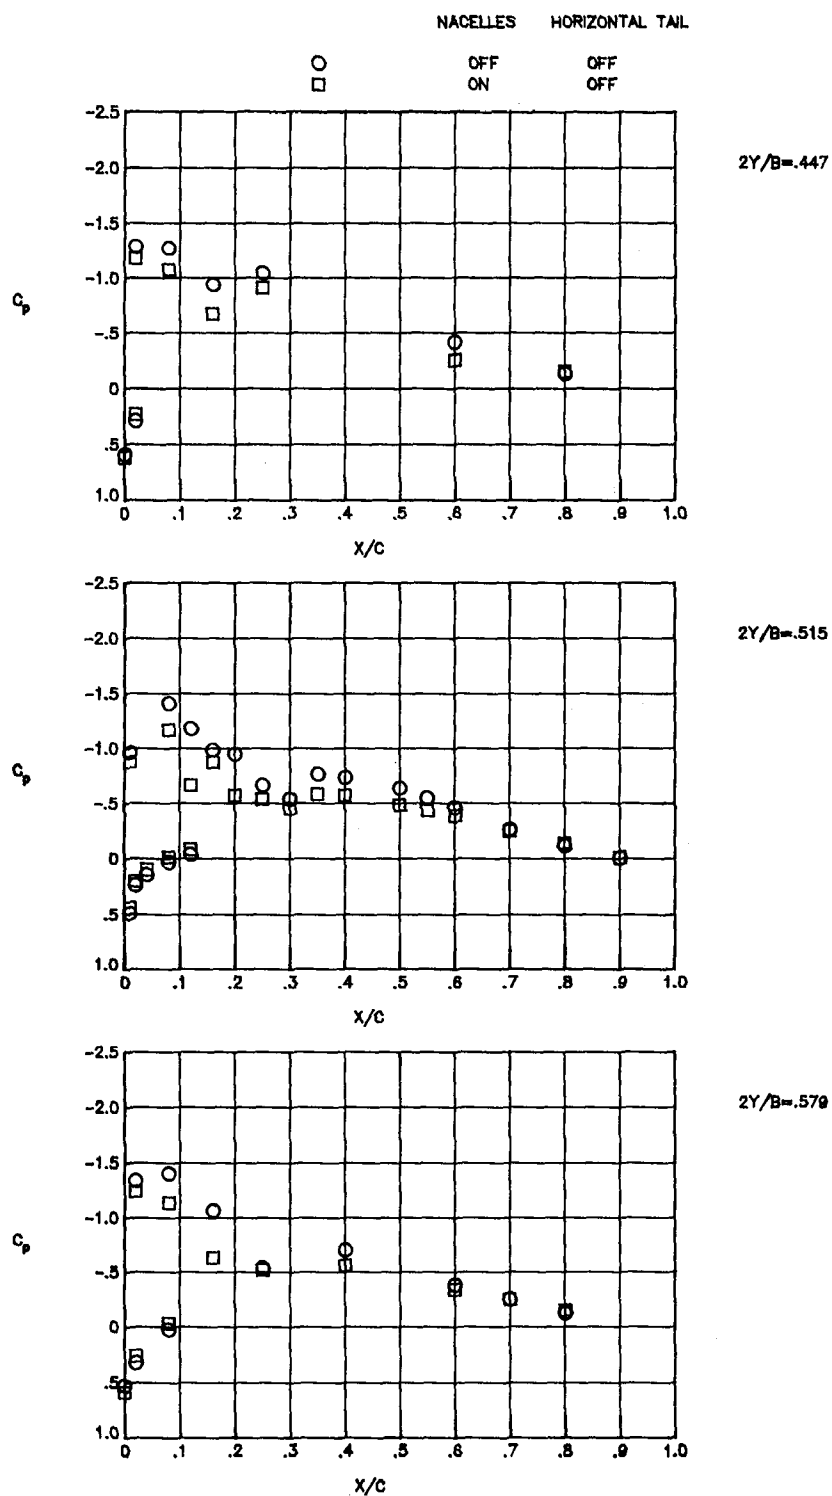 NACELLES HORIZONTAL TAIL
OFF OFF
ON OFF
2Y/B=.447
-2.5
-2.0
-1.5
-1.0
-.5
0
.5
1.0
Cp
0 .1 .2 .3 .4 .5 .6 .7 .8 .9 1.0
X/C
2Y/B=.515
-2.5
-2.0
-1.5
-1.0
-.5
0
.5
1.0
Cp
0 .1 .2 .3 .4 .5 .6 .7 .8 .9 1.0
X/C
2Y/B=.579
-2.5
-2.0
-1.5
-1.0
-.5
0
.5
1.0
Cp
0 .1 .2 .3 .4 .5 .6 .7 .8 .9 1.0
X/C